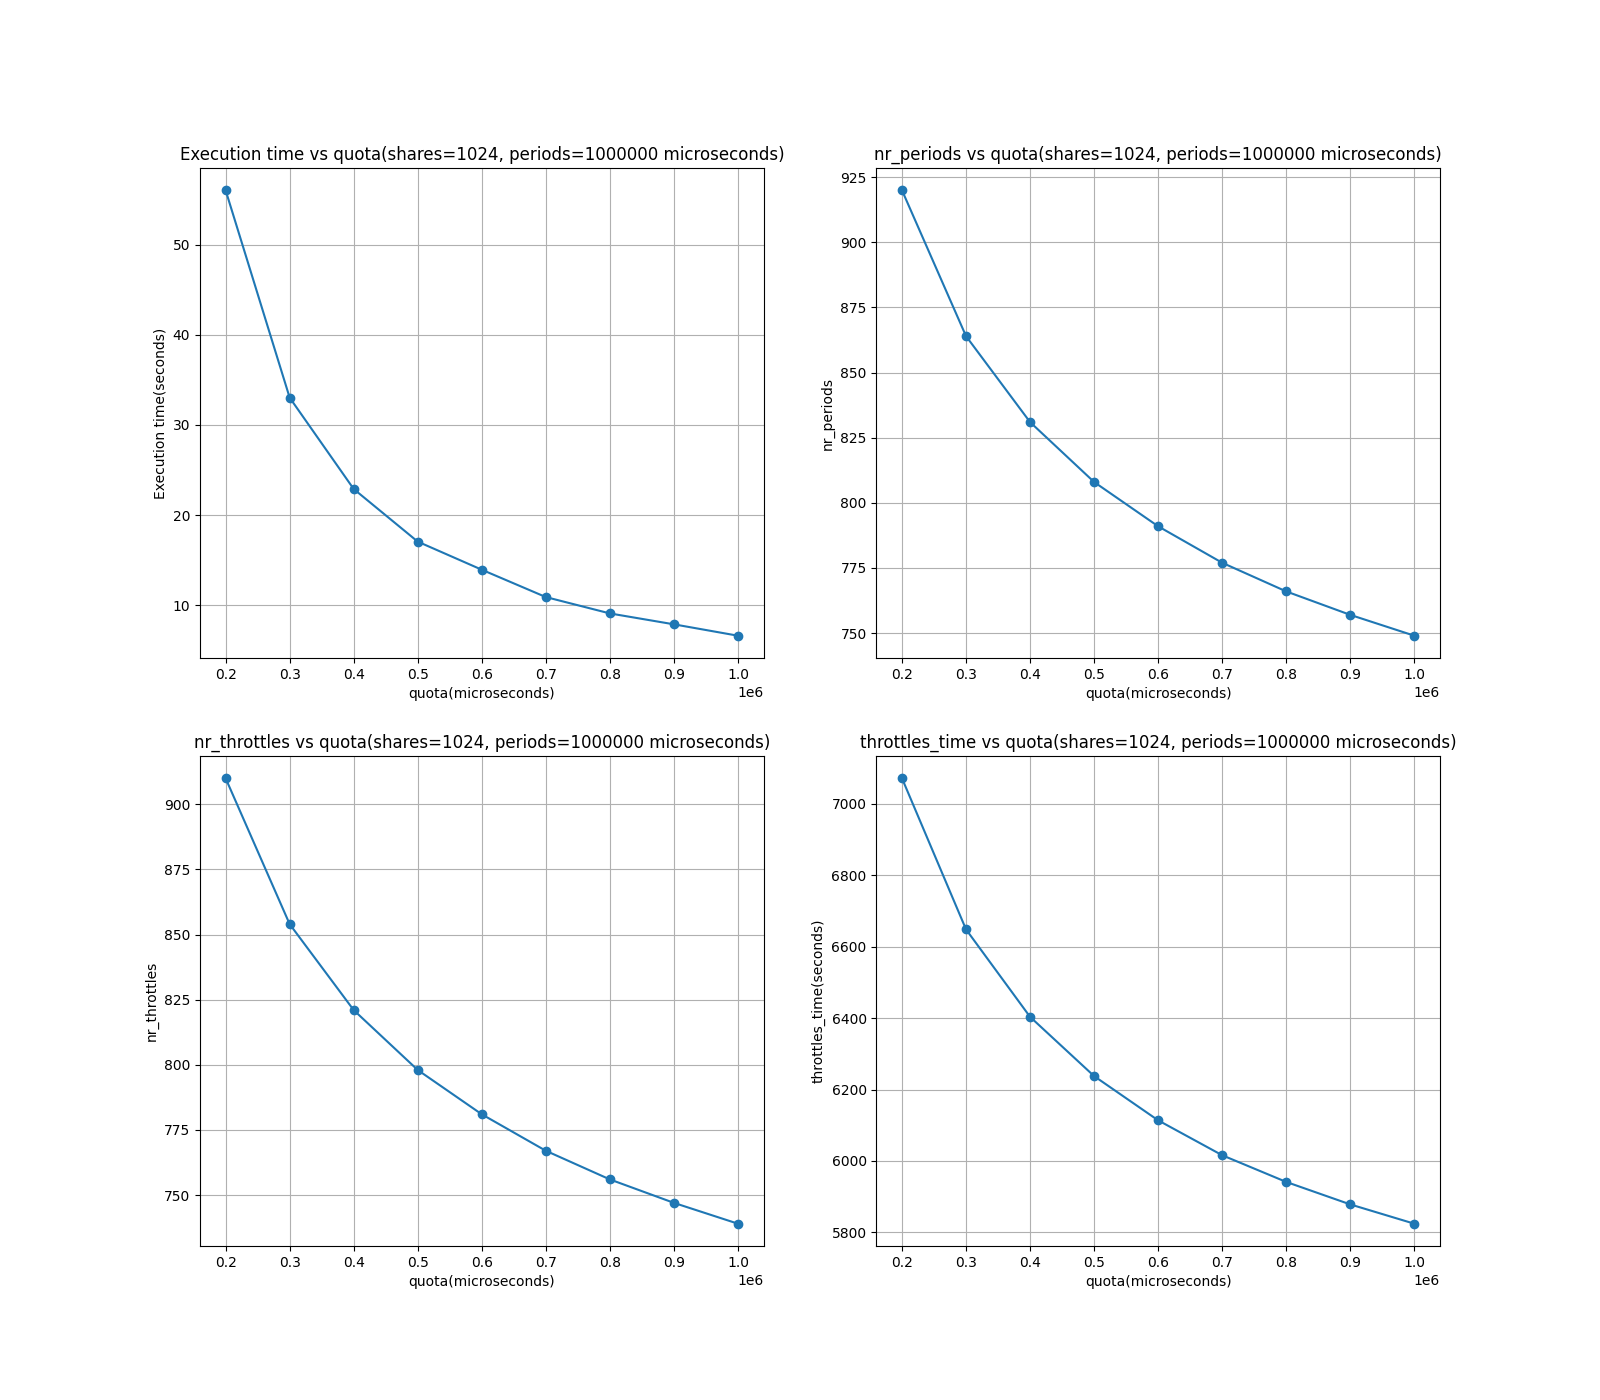 Execution time vs quota(shares=1024, periods=1000000 microseconds)
50
40
30
20
10
Execution time(seconds)
0.2 0.3 0.4 0.5 0.6 0.7 0.8 0.9 1.0
1e6
quota(microseconds)
nr_periods vs quota(shares=1024, periods=1000000 microseconds)
925
900
875
850
825
800
775
750
nr_periods
0.2 0.3 0.4 0.5 0.6 0.7 0.8 0.9 1.0
1e6
quota(microseconds)
nr_throttles vs quota(shares=1024, periods=1000000 microseconds)
900
875
850
825
800
775
750
nr_throttles
0.2 0.3 0.4 0.5 0.6 0.7 0.8 0.9 1.0
1e6
quota(microseconds)
throttles_time vs quota(shares=1024, periods=1000000 microseconds)
7000
6800
6600
6400
6200
6000
5800
throttles_time(seconds)
0.2 0.3 0.4 0.5 0.6 0.7 0.8 0.9 1.0
1e6
quota(microseconds)